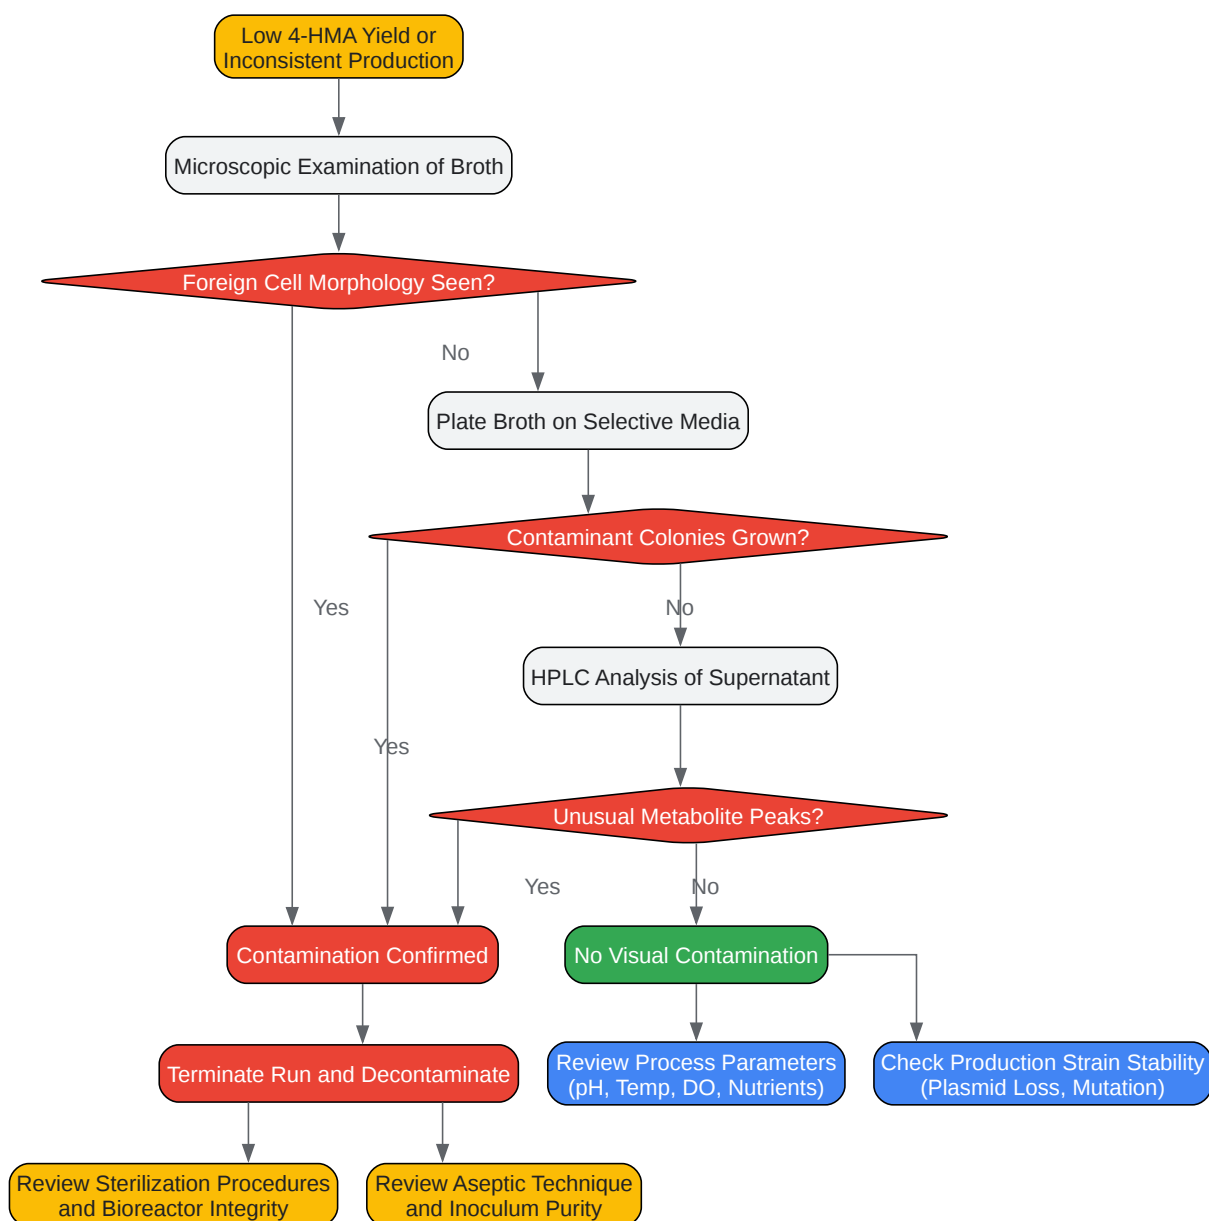 Low 4-HMA Yield or
Inconsistent Production
Microscopic Examination of Broth
Foreign Cell Morphology Seen?
No
Plate Broth on Selective Media
Contaminant Colonies Grown?
Yes
No
HPLC Analysis of Supernatant
Yes
Unusual Metabolite Peaks?
Yes
No
Contamination Confirmed
No Visual Contamination
Terminate Run and Decontaminate
Review Process Parameters
(pH, Temp, DO, Nutrients)
Check Production Strain Stability
(Plasmid Loss, Mutation)
Review Sterilization Procedures
and Bioreactor Integrity
Review Aseptic Technique
and Inoculum Purity